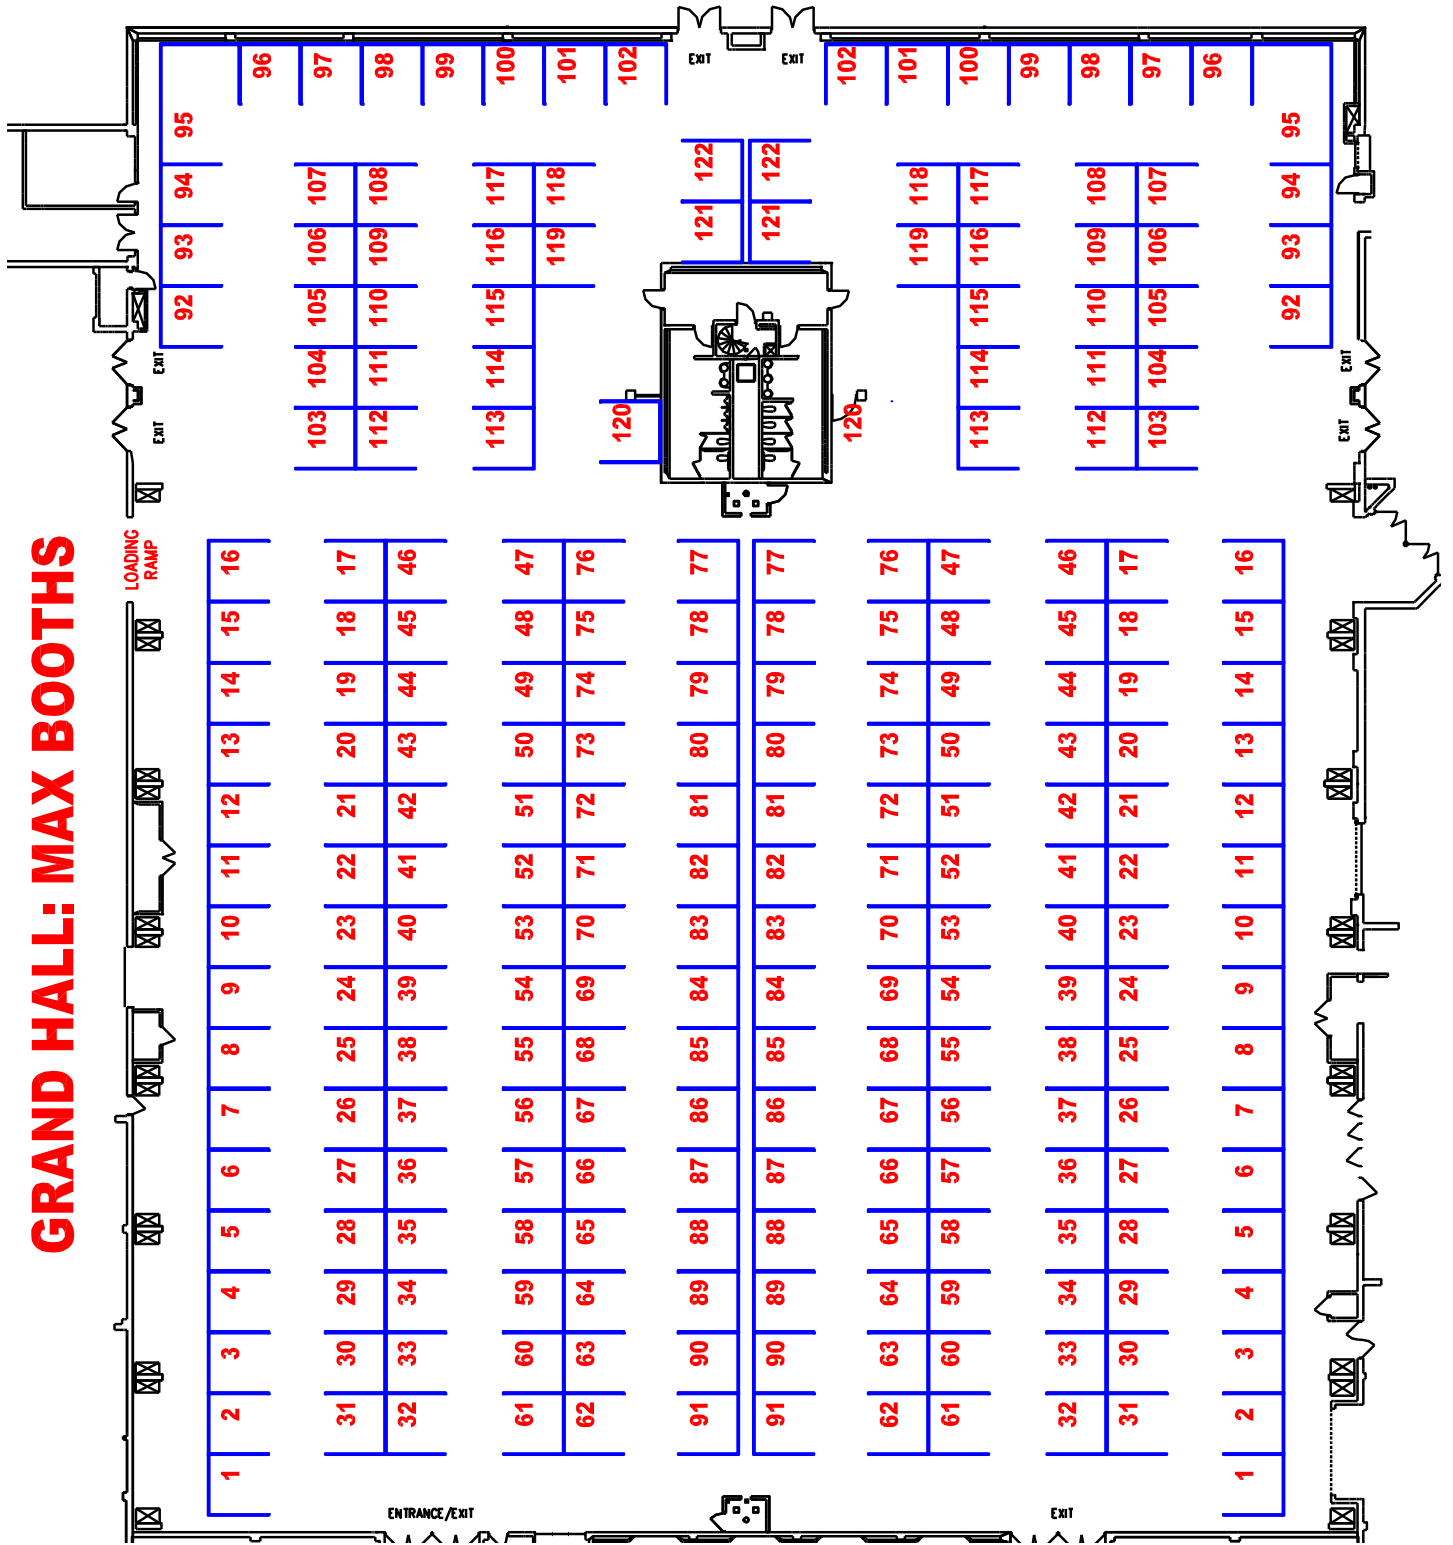 GRAND HALL: MAX BOOTHS
EXIT EXIT
96 97 98 99 100 101 102 102 101 100 99 98 97 96
95 95
122 122
94 107 108 117 118 118 117 108 107 94
121 121
93 106 109 116 119 119 116 109 106 93
92 105 110 115 115 110 105 92
EXIT EXIT
104 111 114 114 111 104
EXIT EXIT
103 112 113 120 120 113 112 103
LOADING
RAMP
16 17 46 47 76 77 77 76 47 46 17 16
15 18 45 48 75 78 78 75 48 45 18 15
14 19 44 49 74 79 79 74 49 44 19 14
13 20 43 50 73 80 80 73 50 43 20 13
12 21 42 51 72 81 81 72 51 42 21 12
11 22 41 52 71 82 82 71 52 41 22 11
10 23 40 53 70 83 83 70 53 40 23 10
9 24 39 54 69 84 84 69 54 39 24 9
8 25 38 55 68 85 85 68 55 38 25 8
7 26 37 56 67 86 86 67 56 37 26 7
6 27 36 57 66 87 87 66 57 36 27 6
5 28 35 58 65 88 88 65 58 35 28 5
4 29 34 59 64 89 89 64 59 34 29 4
3 30 33 60 63 90 90 63 60 33 30 3
2 31 32 61 62 91 91 62 61 32 31 2
1 1
ENTRANCE/EXIT EXIT